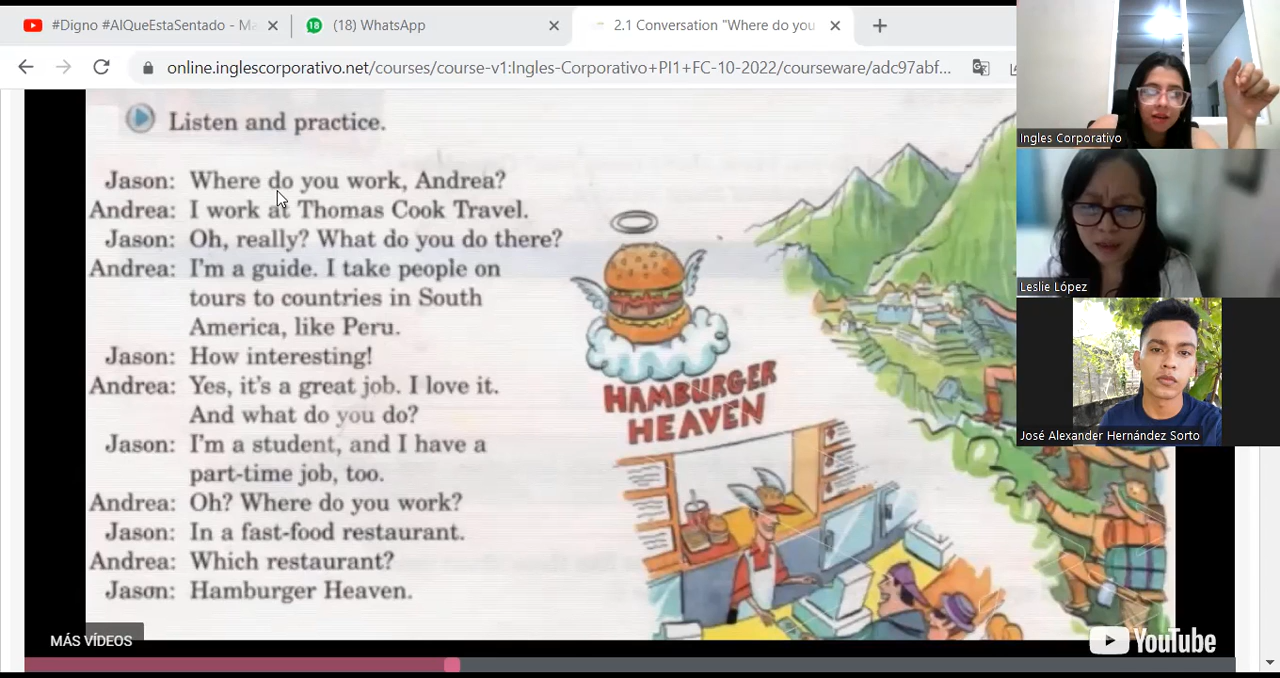 #Digno #AlQueEstaSentado - Ma
(18) WhatsApp
2.1 Conversation "Where do you
online.inglescorporativo.net/courses/course-v1:Ingles-Corporativo+PI1+FC-10-2022/courseware/adc97abf...
Listen and practice.
Jason: Where do you work, Andrea?
Andrea: I work at Thomas Cook Travel.
Jason: Oh, really? What do you do there?
Andrea: I'm a guide. I take people on
tours to countries in South
America, like Peru.
Jason: How interesting!
Andrea: Yes, it's a great job. I love it.
And what do you do?
Jason: I'm a student, and I have a
part-time job, too.
Andrea: Oh? Where do you work?
Jason: In a fast-food restaurant.
Andrea: Which restaurant?
Jason: Hamburger Heaven.
HAMBURGER
HEAVEN
MÁS VÍDEOS
YouTube
Ingles Corporativo
Leslie López
José Alexander Hernández Sorto